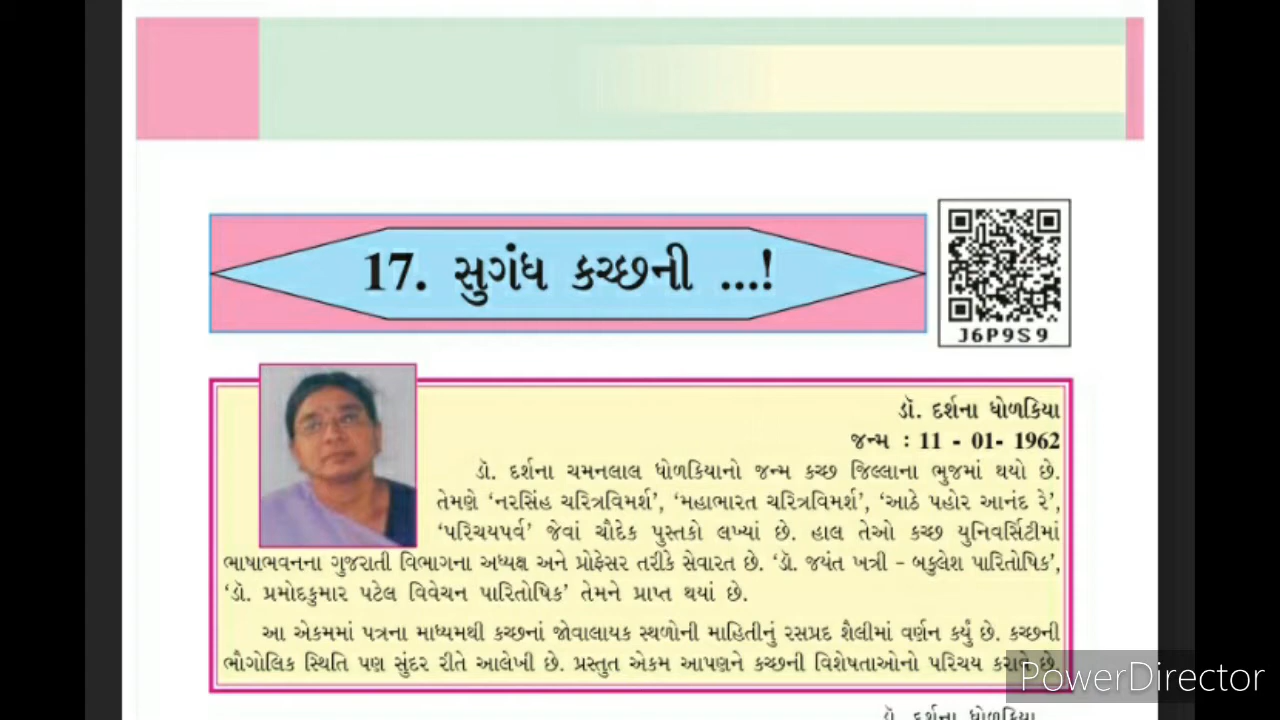 17. સુગંધ કચ્છની ...!
J6P9S9
ડૉ. દર્શના ધોળકિયા
જન્મ : 11 - 01- 1962
ડૉ. દર્શના ચમનલાલ ધોળકિયાનો જન્મ કચ્છ જિલ્લાના ભુજમાં થયો છે.
તેમણે ‘નરસિંહ ચરિત્રવિમર્શ’, ‘મહાભારત ચરિત્રવિમર્શ’, ‘આઠે પહોર આનંદ રે’,
‘પરિચયપર્વ’ જેવાં ચૌદેક પુસ્તકો લખ્યાં છે. હાલ તેઓ કચ્છ યુનિવર્સિટીમાં
ભાષાભવનના ગુજરાતી વિભાગના અધ્યક્ષ અને પ્રોફેસર તરીકે સેવારત છે. ‘ડૉ. જયંત ખત્રી - બકુલેશ પારિતોષિક’,
‘ડૉ. પ્રમોદકુમાર પટેલ વિવેચન પારિતોષિક’ તેમને પ્રાપ્ત થયાં છે.
આ એકમમાં પત્રના માધ્યમથી કચ્છનાં જોવાલાયક સ્થળોની માહિતીનું રસપ્રદ શૈલીમાં વર્ણન કર્યું છે. કચ્છની
ભૌગોલિક સ્થિતિ પણ સુંદર રીતે આલેખી છે. પ્રસ્તુત એકમ આપણને કચ્છની વિશેષતાઓનો પરિચય કરાવે છે.
PowerDirector
ડૉ. દર્શના ધોળકિયા